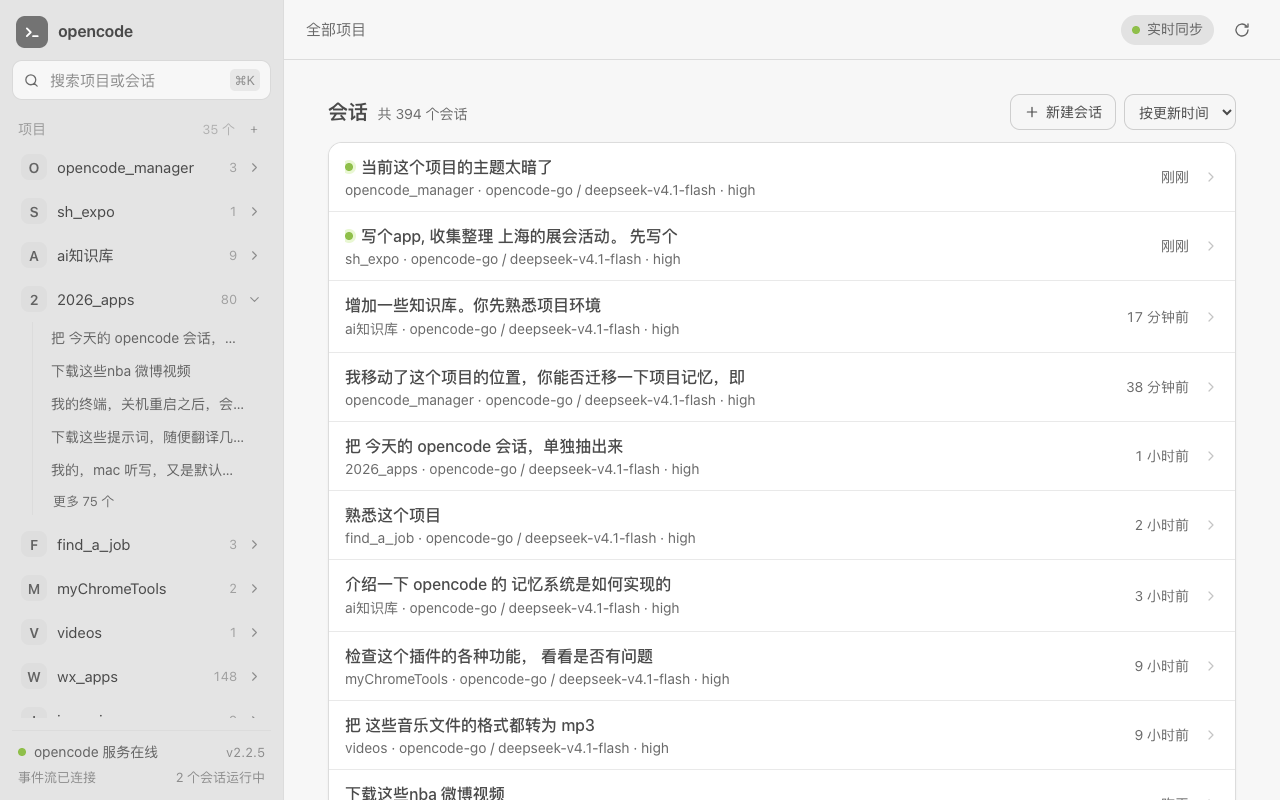 opencode
搜索项目或会话 ⌘K
项目 35 个 +
O opencode_manager 3
S sh_expo 1
A ai知识库 9
2 2026_apps 80
把 今天的 opencode 会话，...
下载这些nba 微博视频
我的终端，关机重启之后，会...
下载这些提示词，随便翻译几...
我的，mac 听写，又是默认...
更多 75 个
F find_a_job 3
M myChromeTools 2
V videos 1
W wx_apps 148
opencode 服务在线 v2.2.5
事件流已连接 2 个会话运行中
全部项目 实时同步
会话 共 394 个会话 + 新建会话 按更新时间
当前这个项目的主题太暗了
opencode_manager · opencode-go / deepseek-v4.1-flash · high
刚刚
写个app, 收集整理 上海的展会活动。 先写个
sh_expo · opencode-go / deepseek-v4.1-flash · high
刚刚
增加一些知识库。你先熟悉项目环境
ai知识库 · opencode-go / deepseek-v4.1-flash · high
17 分钟前
我移动了这个项目的位置，你能否迁移一下项目记忆，即
opencode_manager · opencode-go / deepseek-v4.1-flash · high
38 分钟前
把 今天的 opencode 会话，单独抽出来
2026_apps · opencode-go / deepseek-v4.1-flash · high
1 小时前
熟悉这个项目
find_a_job · opencode-go / deepseek-v4.1-flash · high
2 小时前
介绍一下 opencode 的 记忆系统是如何实现的
ai知识库 · opencode-go / deepseek-v4.1-flash · high
3 小时前
检查这个插件的各种功能， 看看是否有问题
myChromeTools · opencode-go / deepseek-v4.1-flash · high
9 小时前
把 这些音乐文件的格式都转为 mp3
videos · opencode-go / deepseek-v4.1-flash · high
9 小时前
下载这些nba 微博视频